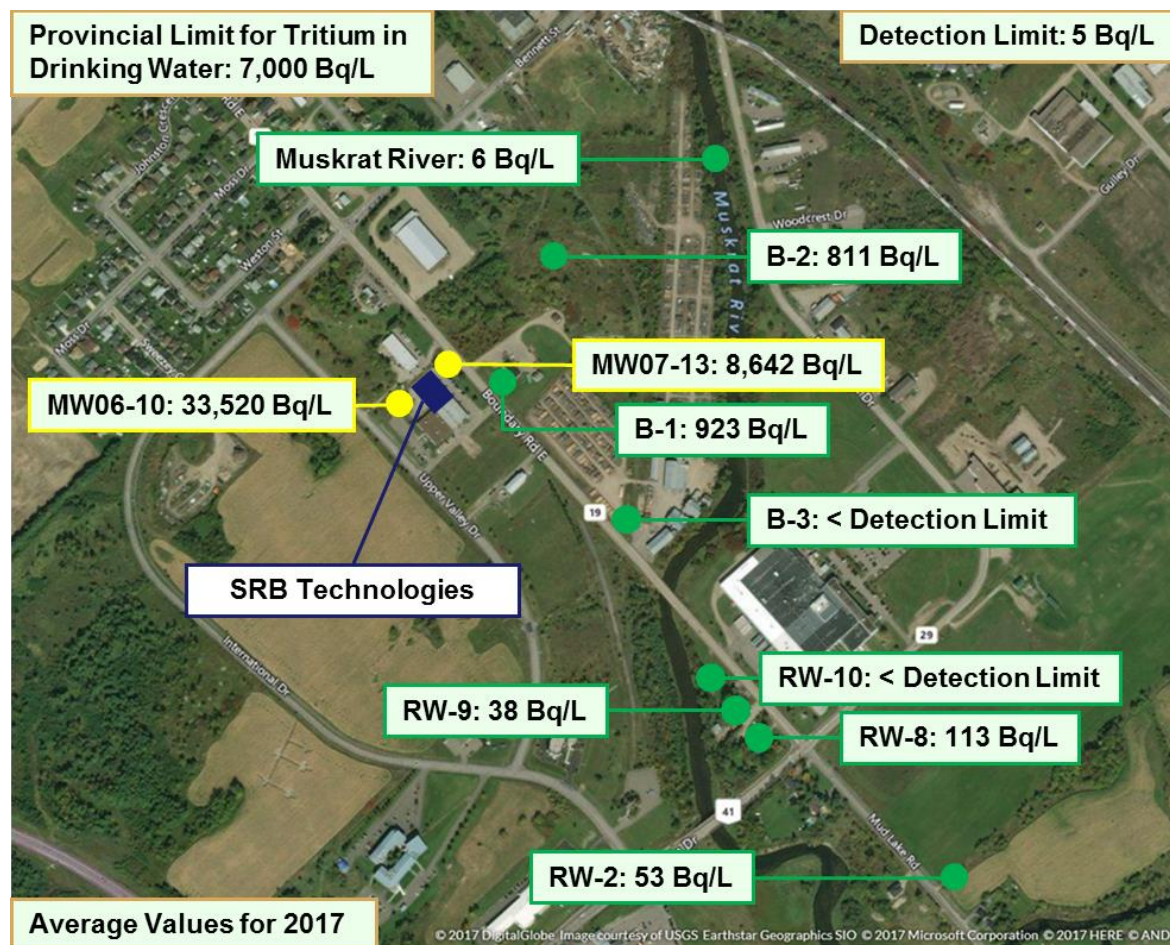 Provincial Limit for Tritium in
Drinking Water: 7,000 Bq/L
Detection Limit: 5 Bq/L
Bennett St
Johnston Crescent
Rd E
Moss Dr
Muskrat River: 6 Bq/L
Gulley Dr
Weston St
Woodcrest Dr
Muskrat River
B-2: 811 Bq/L
Moss Dr
MW07-13: 8,642 Bq/L
MW06-10: 33,520 Bq/L
B-1: 923 Bq/L
Boundary Rd E
Upper Valley Dr
19
B-3: < Detection Limit
SRB Technologies
29
International Dr
RW-10: < Detection Limit
RW-9: 38 Bq/L
RW-8: 113 Bq/L
41
Mud Lake Rd
RW-2: 53 Bq/L
Average Values for 2017
© 2017 DigitalGlobe Image courtesy of USGS Earthstar Geographics SIO © 2017 Microsoft Corporation © 2017 HERE © AND